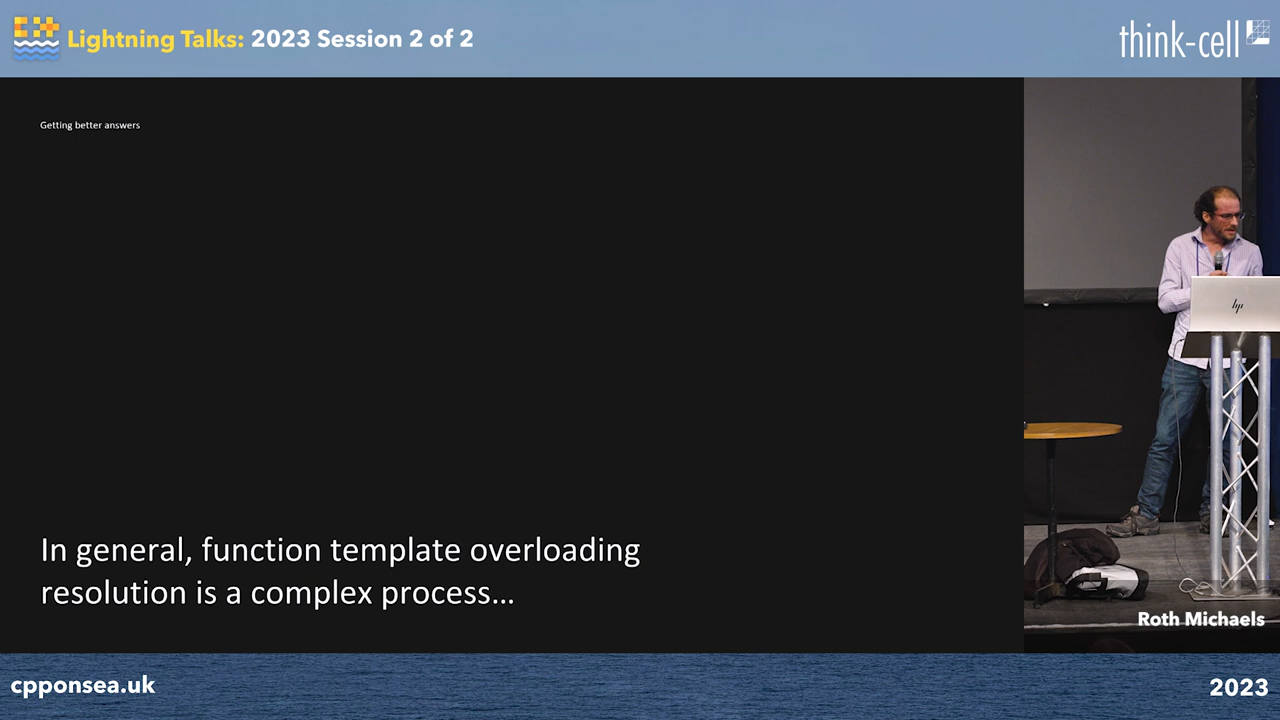 Lightning Talks: 2023 Session 2 of 2
think-cell
Getting better answers
hp
In general, function template overloading
resolution is a complex process...
Roth Michaels
cpponsea.uk
2023